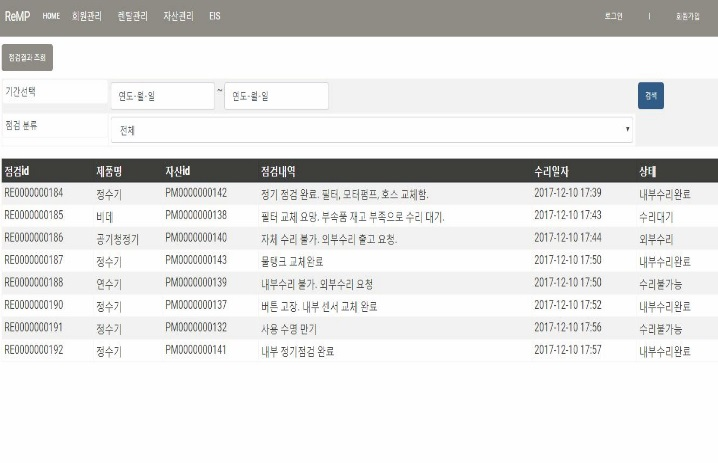 ReMP HOME 회원관리 렌탈관리 자산관리 EIS 로그인 | 회원가입
점검결과 조회
기간선택 연도-월-일 ~ 연도-월-일 검색
점검 분류 전체
점검id 제품명 자산id 점검내역 수리일자 상태
RE0000000184 정수기 PM0000000142 정기 점검 완료. 필터, 모터펌프, 호스 교체함. 2017-12-10 17:39 내부수리완료
RE0000000185 비데 PM0000000138 필터 교체 요망. 부속품 재고 부족으로 수리 대기. 2017-12-10 17:43 수리대기
RE0000000186 공기청정기 PM0000000140 자체 수리 불가. 외부수리 출고 요청. 2017-12-10 17:44 외부수리
RE0000000187 정수기 PM0000000143 물탱크 교체완료 2017-12-10 17:50 내부수리완료
RE0000000188 연수기 PM0000000139 내부수리 불가. 외부수리 요청 2017-12-10 17:50 수리불가능
RE0000000190 정수기 PM0000000137 버튼 고장. 내부 센서 교체 완료 2017-12-10 17:52 내부수리완료
RE0000000191 정수기 PM0000000132 사용 수명 만기 2017-12-10 17:56 수리불가능
RE0000000192 정수기 PM0000000141 내부 정기점검 완료 2017-12-10 17:57 내부수리완료